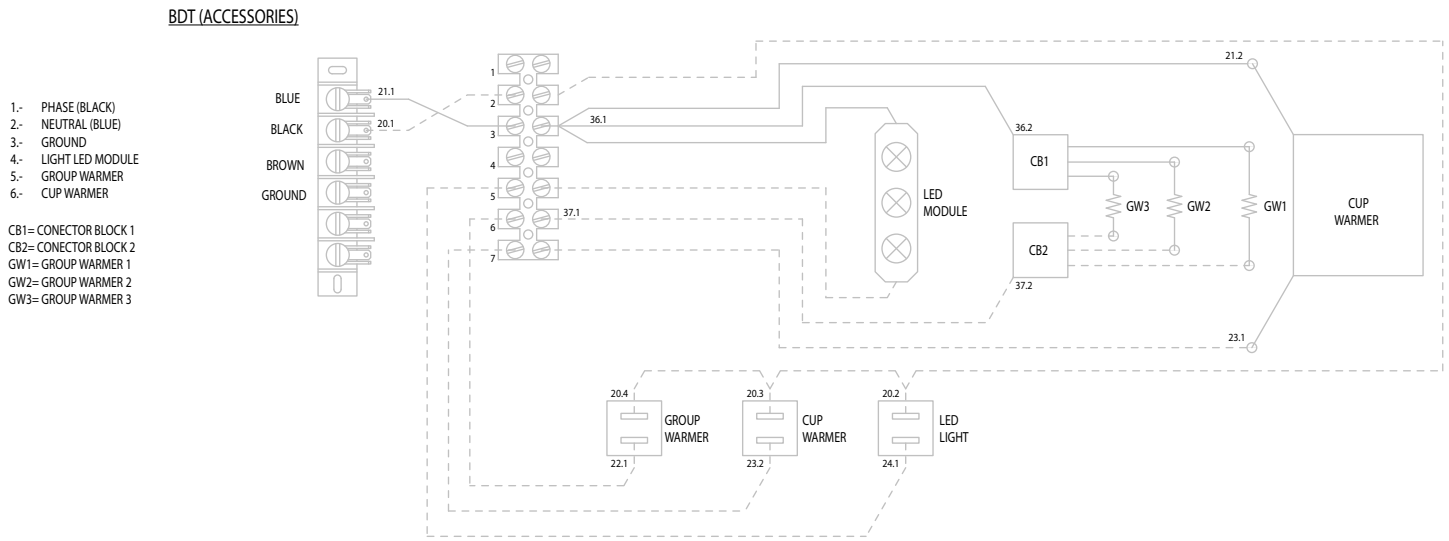 BDT (ACCESSORIES)
1.- PHASE (BLACK)
2.- NEUTRAL (BLUE)
3.- GROUND
4.- LIGHT LED MODULE
5.- GROUP WARMER
6.- CUP WARMER
CB1= CONECTOR BLOCK 1
CB2= CONECTOR BLOCK 2
GW1= GROUP WARMER 1
GW2= GROUP WARMER 2
GW3= GROUP WARMER 3
BLUE
BLACK
BROWN
GROUND
21.1
20.1
1
2
3
4
5
6
7
36.1
37.1
LED
MODULE
36.2
CB1
CB2
37.2
GW3
GW2
GW1
21.2
CUP
WARMER
23.1
20.4
GROUP
WARMER
22.1
20.3
CUP
WARMER
23.2
20.2
LED
LIGHT
24.1